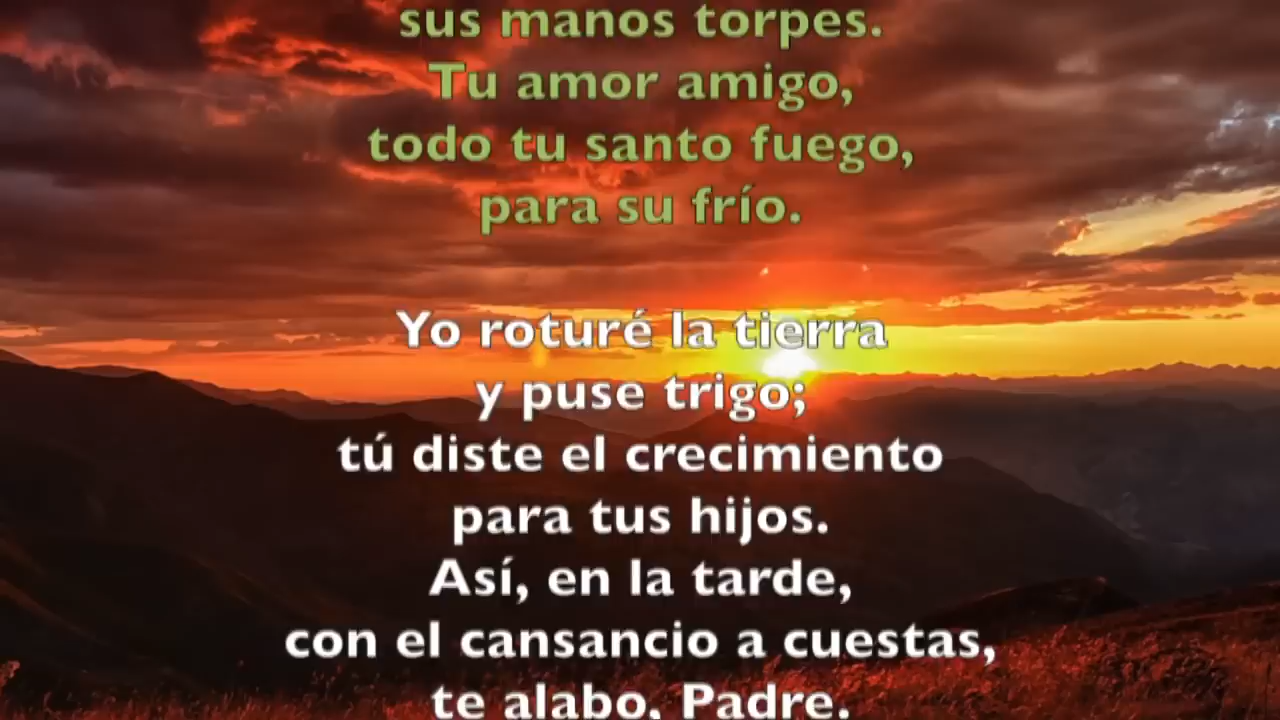 sus manos torpes.
Tu amor amigo,
todo tu santo fuego,
para su frío.
Yo roturé la tierra
y puse trigo;
tú diste el crecimiento
para tus hijos.
Así, en la tarde,
con el cansancio a cuestas,
te alabo, Padre.